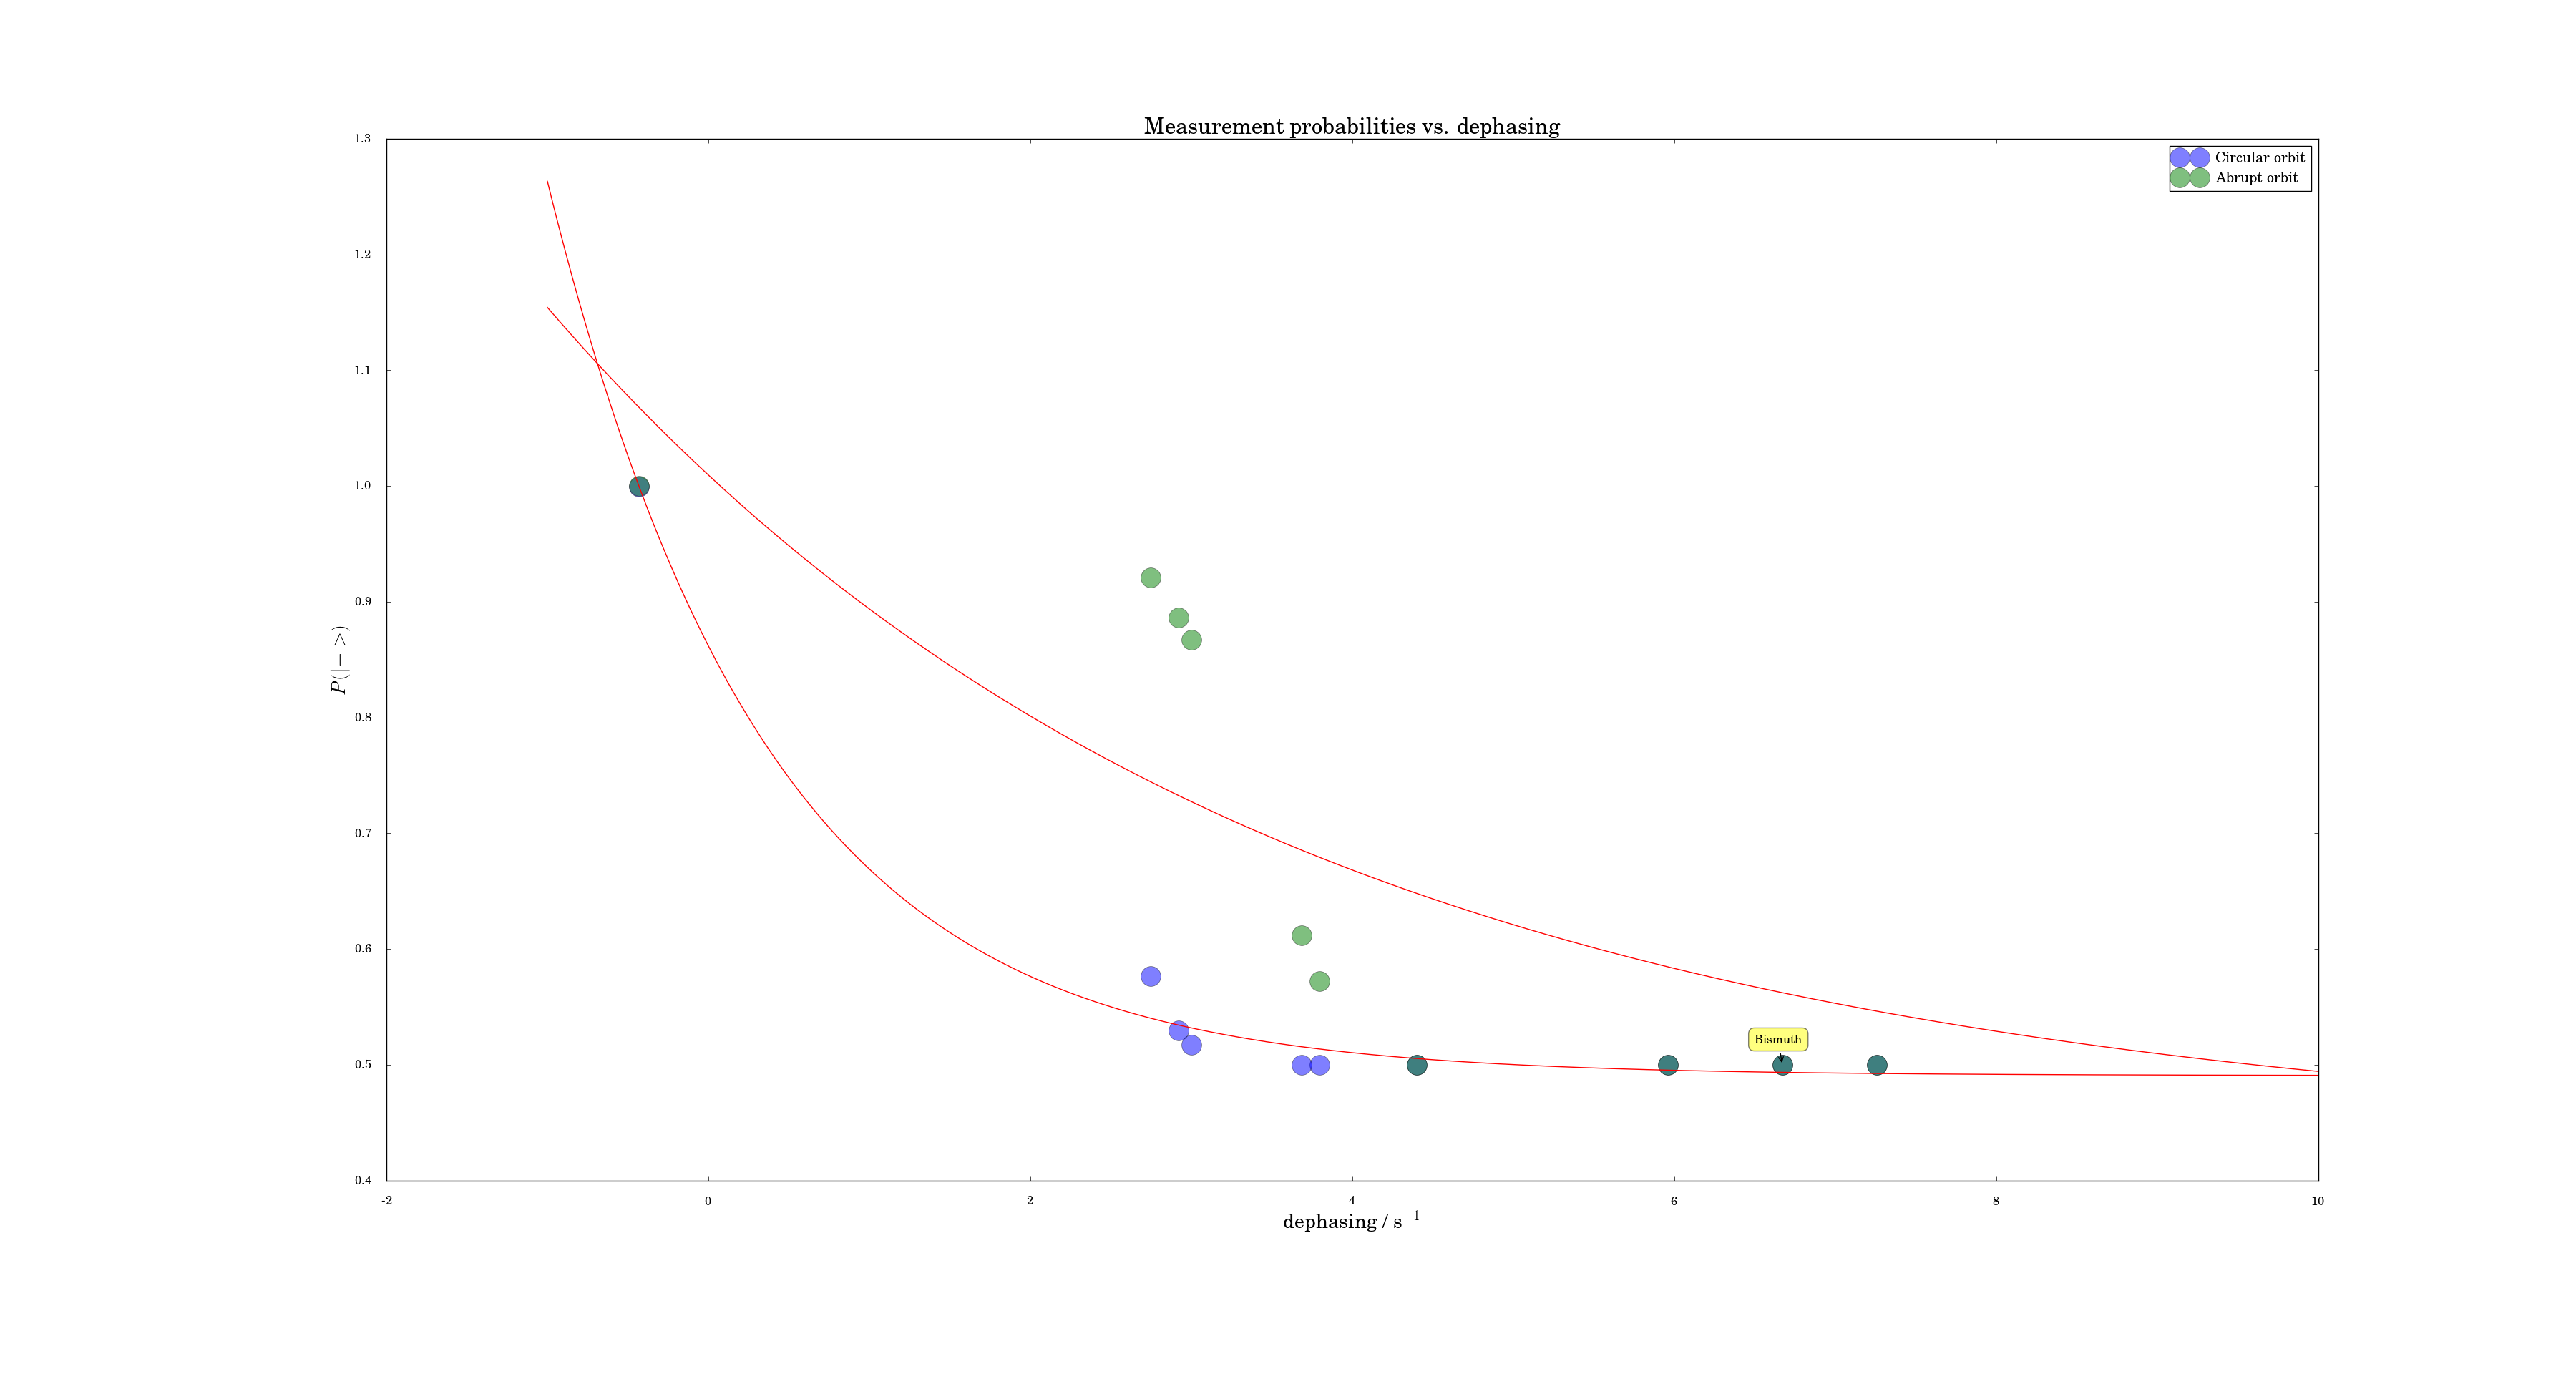 Measurement probabilities vs. dephasing
Circular orbit
Abrupt orbit
1.3
1.2
1.1
1.0
0.9
0.8
0.7
0.6
0.5
0.4
P(|− >)
Bismuth
-2 0 2 4 6 8 10
dephasing / s⁻¹